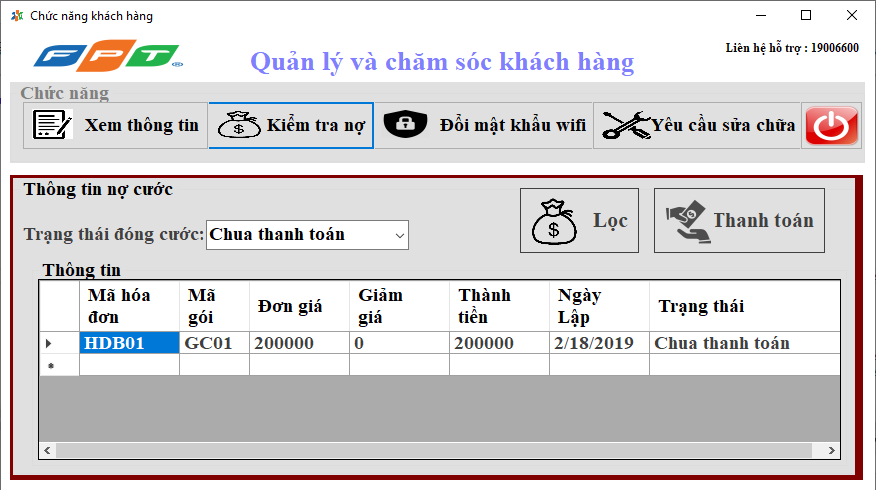 Chức năng khách hàng
FPT®
Quản lý và chăm sóc khách hàng
Liên hệ hỗ trợ : 19006600
Chức năng
Xem thông tin
$ Kiểm tra nợ
Đổi mật khẩu wifi
Yêu cầu sửa chữa
Thông tin nợ cước
Trạng thái đóng cước: Chua thanh toán
$ Lọc
$ Thanh toán
Thông tin
Mã hóa đơn Mã gói Đơn giá Giảm giá Thành tiền Ngày Lập Trạng thái
HDB01 GC01 200000 0 200000 2/18/2019 Chua thanh toán